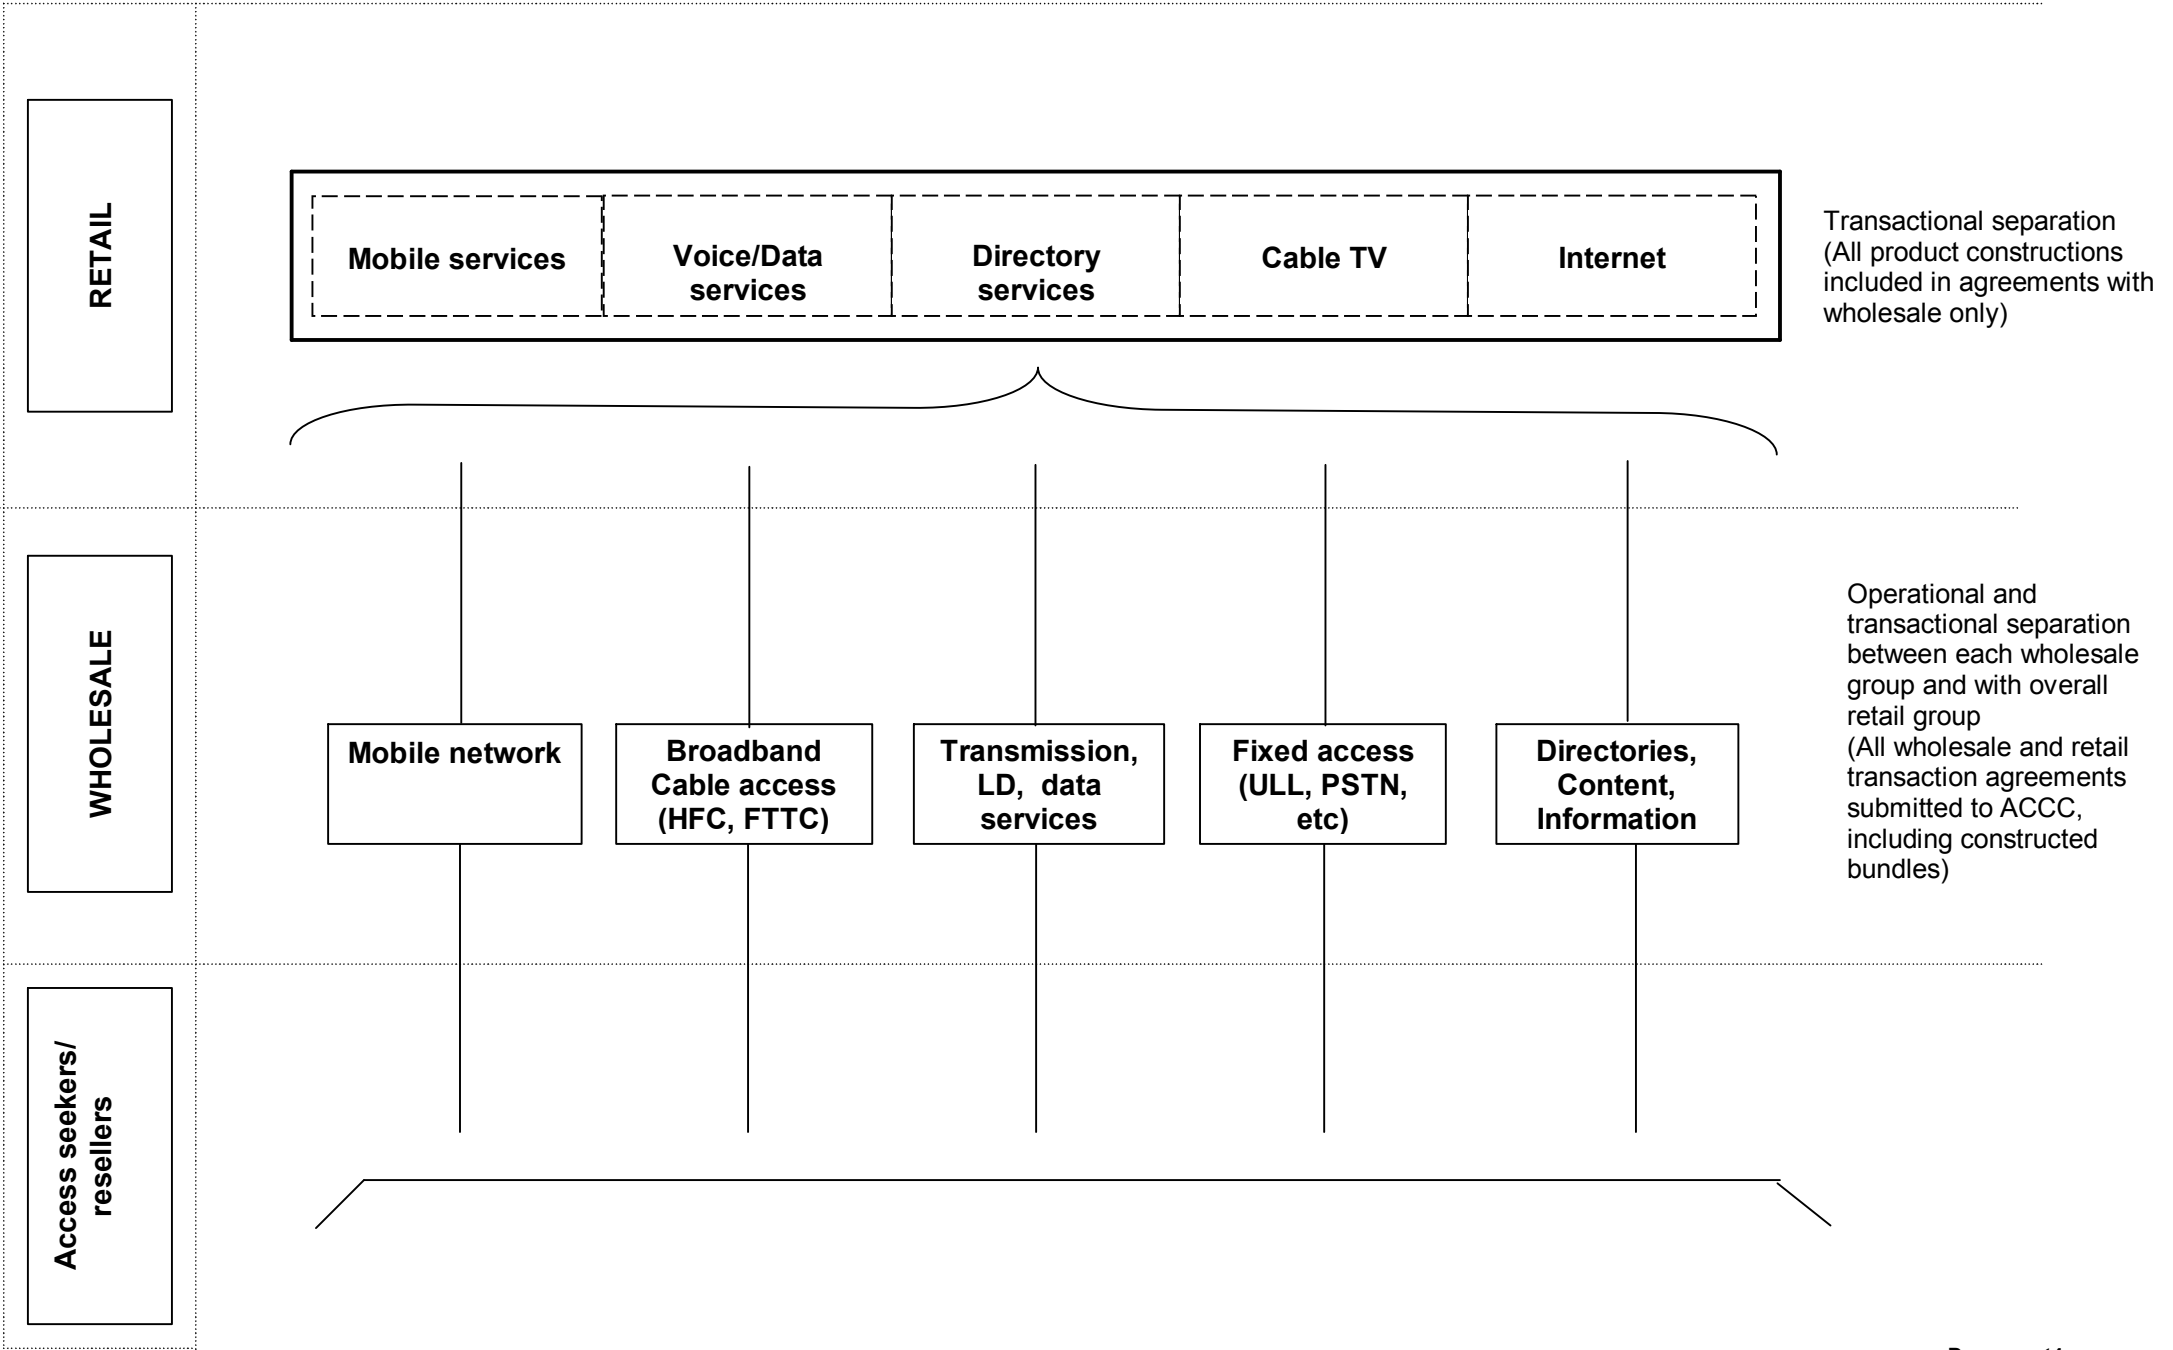 RETAIL
Mobile services
Voice/Data
services
Directory
services
Cable TV
Internet
Transactional separation
(All product constructions
included in agreements with
wholesale only)
WHOLESALE
Mobile network
Broadband
Cable access
(HFC, FTTC)
Transmission,
LD, data
services
Fixed access
(ULL, PSTN,
etc)
Directories,
Content,
Information
Operational and
transactional separation
between each wholesale
group and with overall
retail group
(All wholesale and retail
transaction agreements
submitted to ACCC,
including constructed
bundles)
Access seekers/
resellers